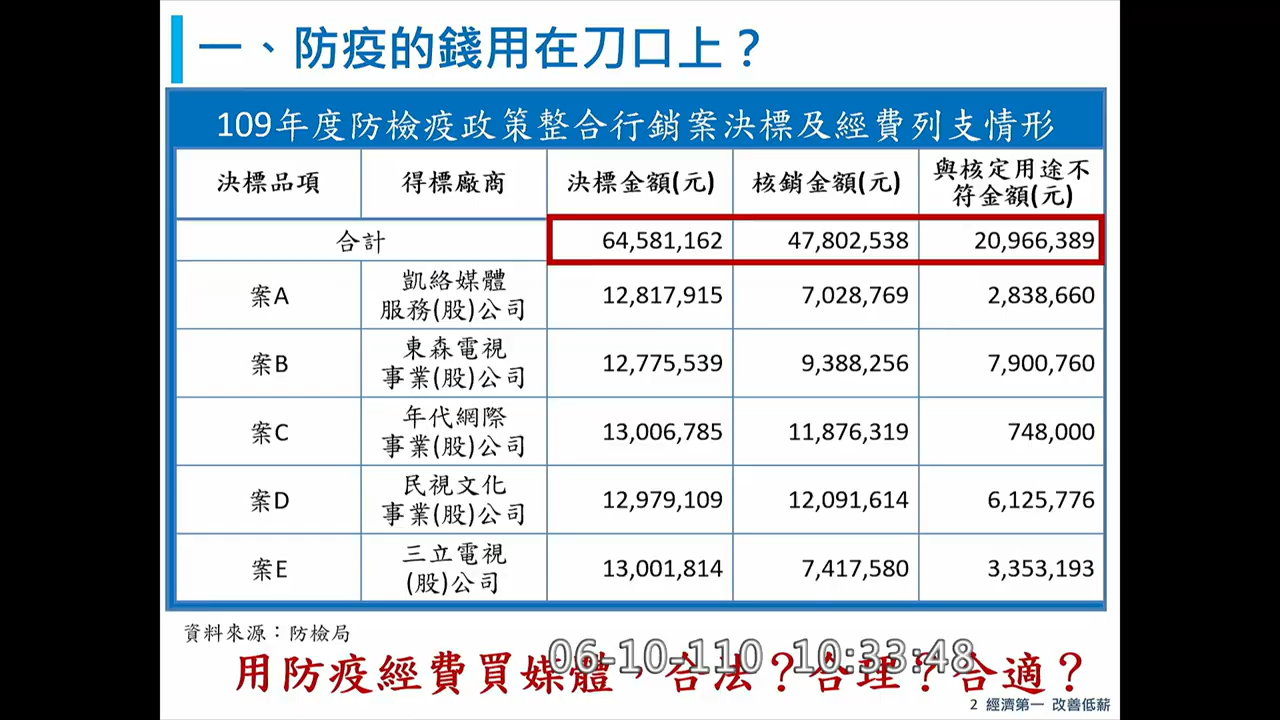 一、防疫的錢用在刀口上？
109年度防檢疫政策整合行銷案決標及經費列支情形
決標品項 得標廠商 決標金額(元) 核銷金額(元) 與核定用途不
符金額(元)
合計 64,581,162 47,802,538 20,966,389
案A 凱絡媒體
服務(股)公司 12,817,915 7,028,769 2,838,660
案B 東森電視
事業(股)公司 12,775,539 9,388,256 7,900,760
案C 年代網際
事業(股)公司 13,006,785 11,876,319 748,000
案D 民視文化
事業(股)公司 12,979,109 12,091,614 6,125,776
案E 三立電視
(股)公司 13,001,814 7,417,580 3,353,193
資料來源：防檢局
06-10-110 10:33:48
用防疫經費買媒體，合法？合理？合適？
2 經濟第一 改善低薪